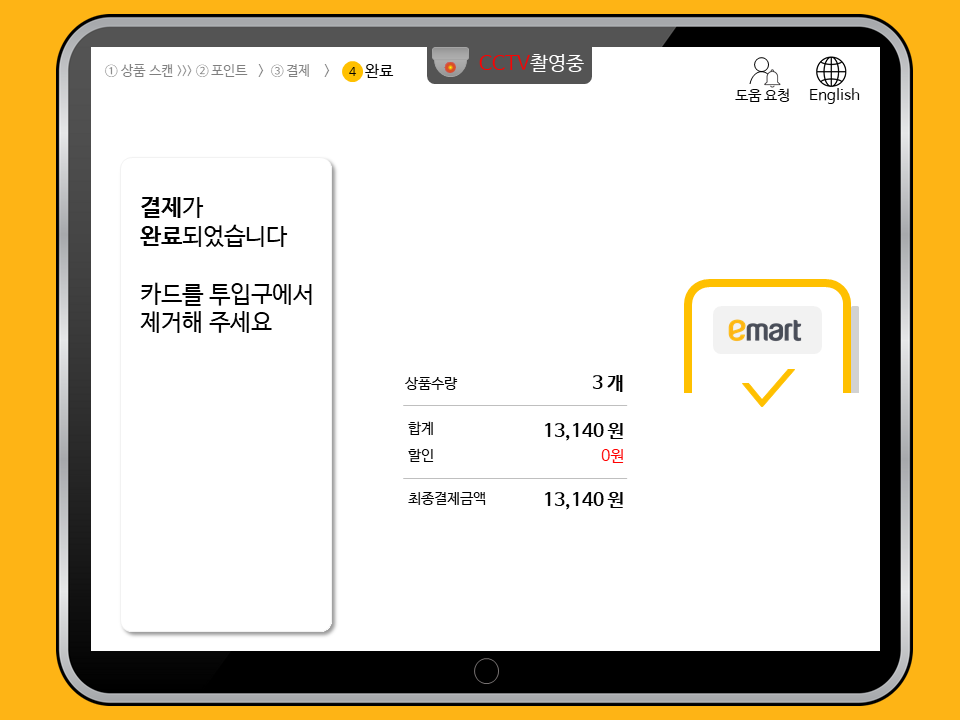 ① 상품 스캔 >>> ② 포인트 > ③ 결제 > 4 완료
CCTV촬영중
도움 요청
English
결제가
완료되었습니다
카드를 투입구에서
제거해 주세요
emart
상품수량 3 개
합계 13,140 원
할인 0원
최종결제금액 13,140 원